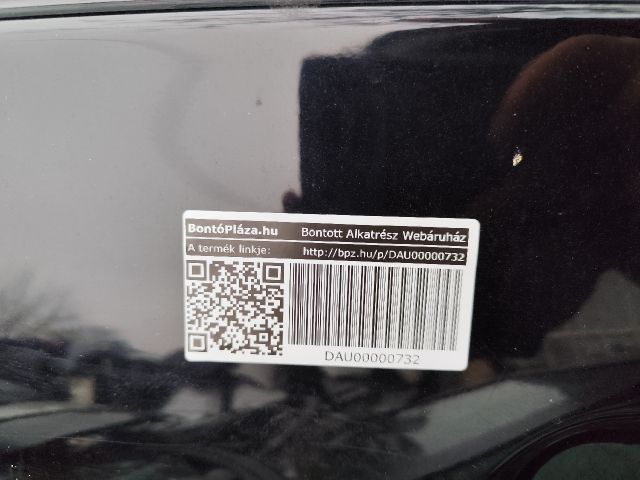 BontóPláza.hu Bontott Alkatrész Webáruház
A termék linkje: http://bpz.hu/p/DAU00000732
DAU00000732